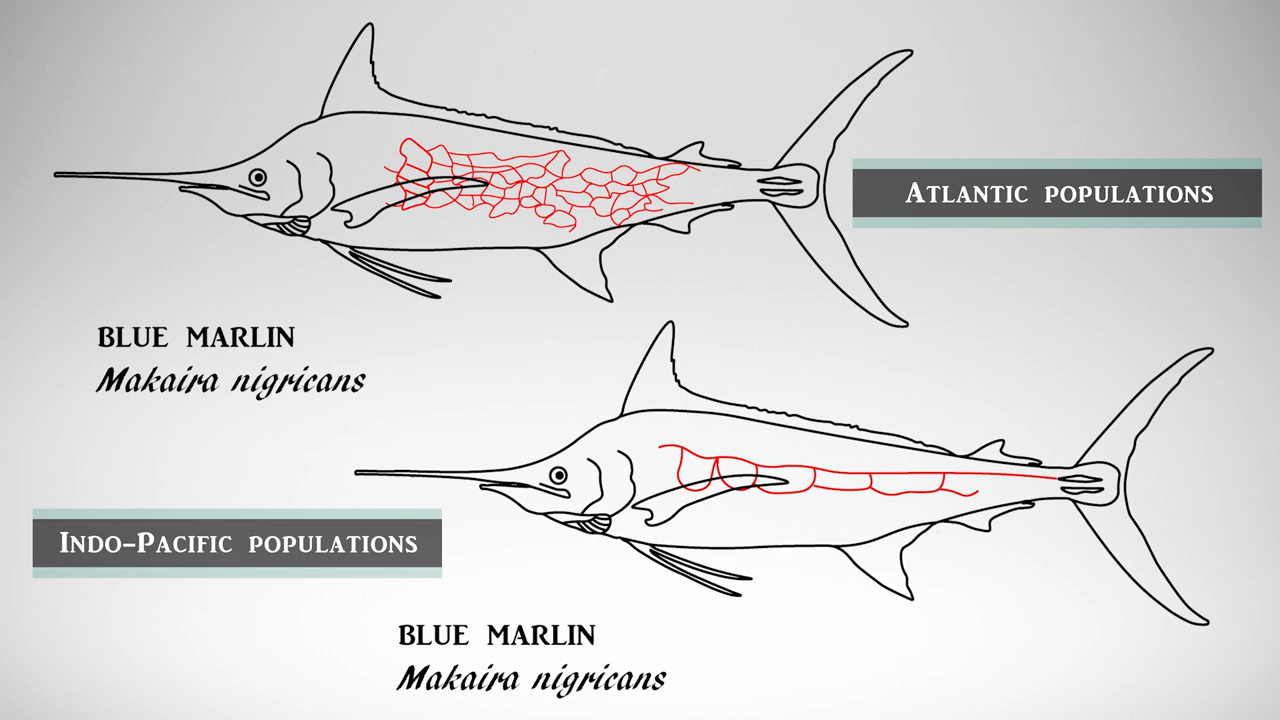 ATLANTIC POPULATIONS
BLUE MARLIN
Makaira nigricans
INDO-PACIFIC POPULATIONS
BLUE MARLIN
Makaira nigricans